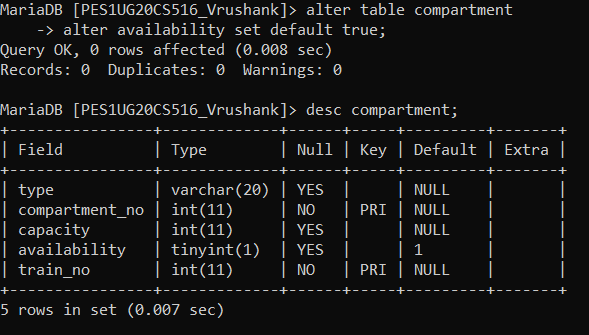 MariaDB [PES1UG20CS516_Vrushank]> alter table compartment
    -> alter availability set default true;
Query OK, 0 rows affected (0.008 sec)
Records: 0  Duplicates: 0  Warnings: 0

MariaDB [PES1UG20CS516_Vrushank]> desc compartment;
+----------------+-------------+------+-----+---------+-------+
| Field          | Type        | Null | Key | Default | Extra |
+----------------+-------------+------+-----+---------+-------+
| type           | varchar(20) | YES  |     | NULL    |       |
| compartment_no | int(11)     | NO   | PRI | NULL    |       |
| capacity       | int(11)     | YES  |     | NULL    |       |
| availability   | tinyint(1)  | YES  |     | 1       |       |
| train_no       | int(11)     | NO   | PRI | NULL    |       |
+----------------+-------------+------+-----+---------+-------+
5 rows in set (0.007 sec)